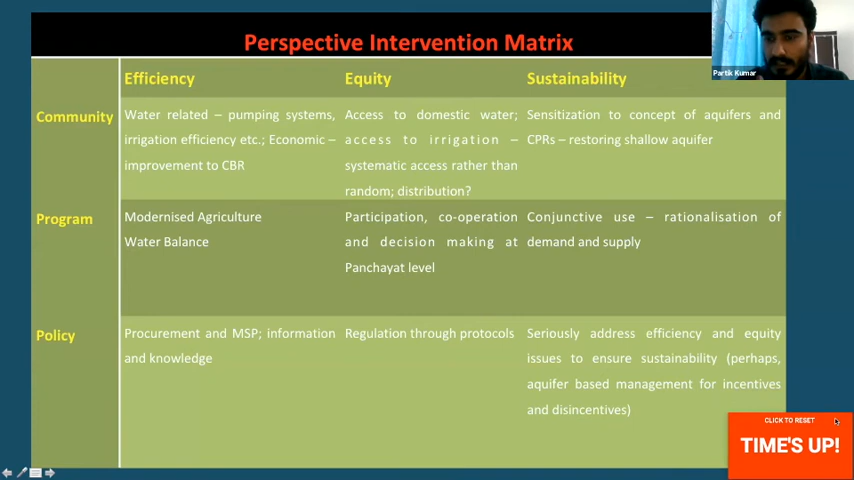 Perspective Intervention Matrix
Partik Kumar
Efficiency
Equity
Sustainability
Community
Water related – pumping systems,
irrigation efficiency etc.; Economic –
improvement to CBR
Access to domestic water;
access to irrigation –
systematic access rather than
random; distribution?
Sensitization to concept of aquifers and
CPRs – restoring shallow aquifer
Program
Modernised Agriculture
Water Balance
Participation, co-operation
and decision making at
Panchayat level
Conjunctive use – rationalisation of
demand and supply
Policy
Procurement and MSP; information
and knowledge
Regulation through protocols
Seriously address efficiency and equity
issues to ensure sustainability (perhaps,
aquifer based management for incentives
and disincentives)
CLICK TO RESET
TIME'S UP!